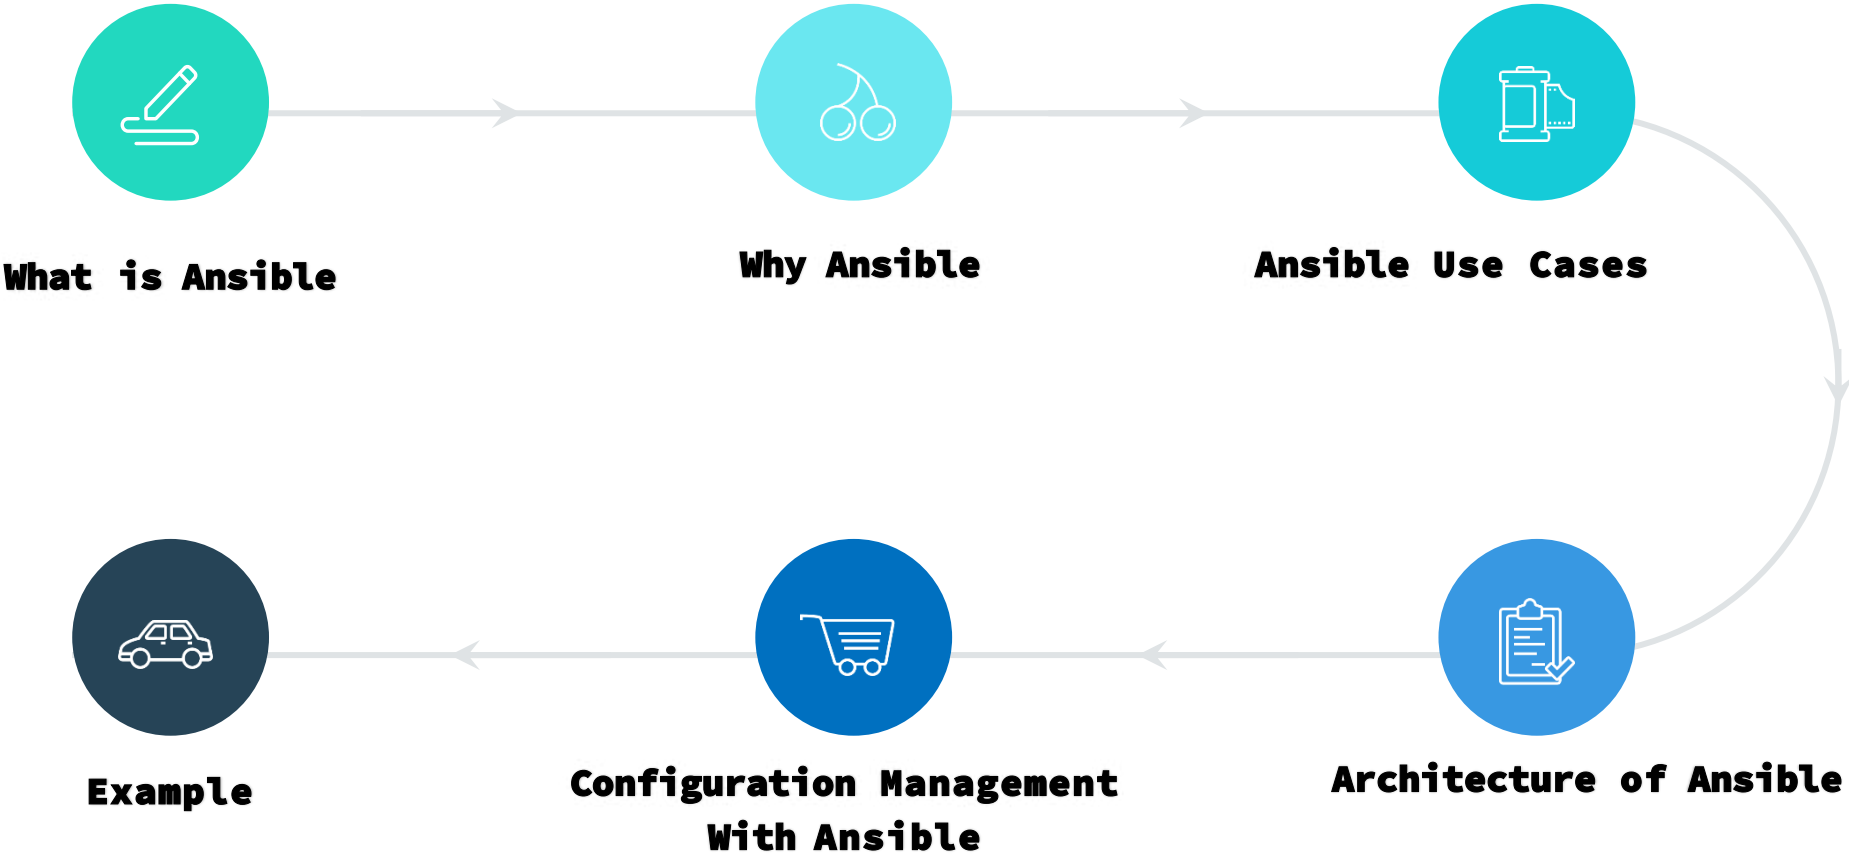 What is Ansible
Why Ansible
Ansible Use Cases
Architecture of Ansible
Configuration Management
With Ansible
Example